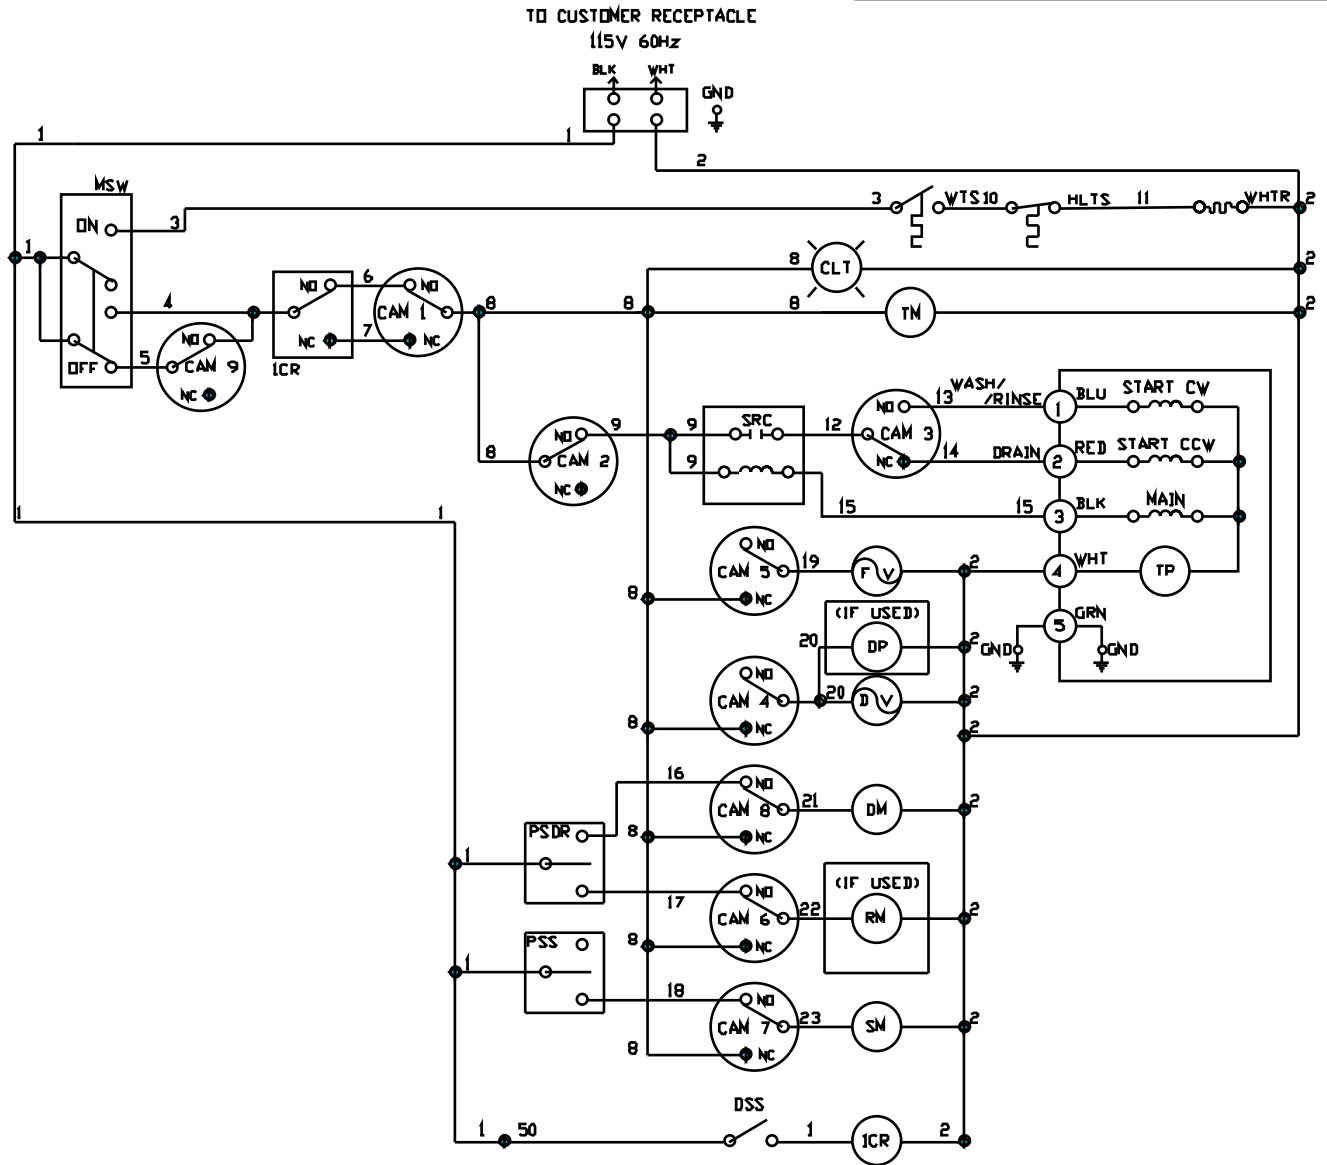 TO CUSTOMER RECEPTACLE
115V 60Hz
BLK WHT
GND
1 1
2
MSW
3 WTS 10 HLTS 11 WHTR 2
ON 3
1
8 CLT 2
NO 6 NO
4 CAM 1 8 8 8 TM 2
NO
5 CAM 9 NC 7 NC
OFF
1CR
NC
WASH/
13 /RINSE 1 BLU START CW
NO
9 9 SRC 12 CAM 3
NO
8 CAM 2 9 NC 14 DRAIN 2 RED START CCW
NC
15 15 3 BLK MAIN
1 1
NO
CAM 5 19 F V 2 4 WHT TP
8 NC
(IF USED)
20 DP 2
5 GRN
GND GND
NO
CAM 4 20 D V 2
8 NC
2
16 NO
CAM 8 21 DM 2
PSDR 8 NC
1
17 NO (IF USED)
CAM 6 22 RM 2
PSS 8 NC
1
18 NO
CAM 7 23 SM 2
8 NC
DSS
1 50 1 1CR 2